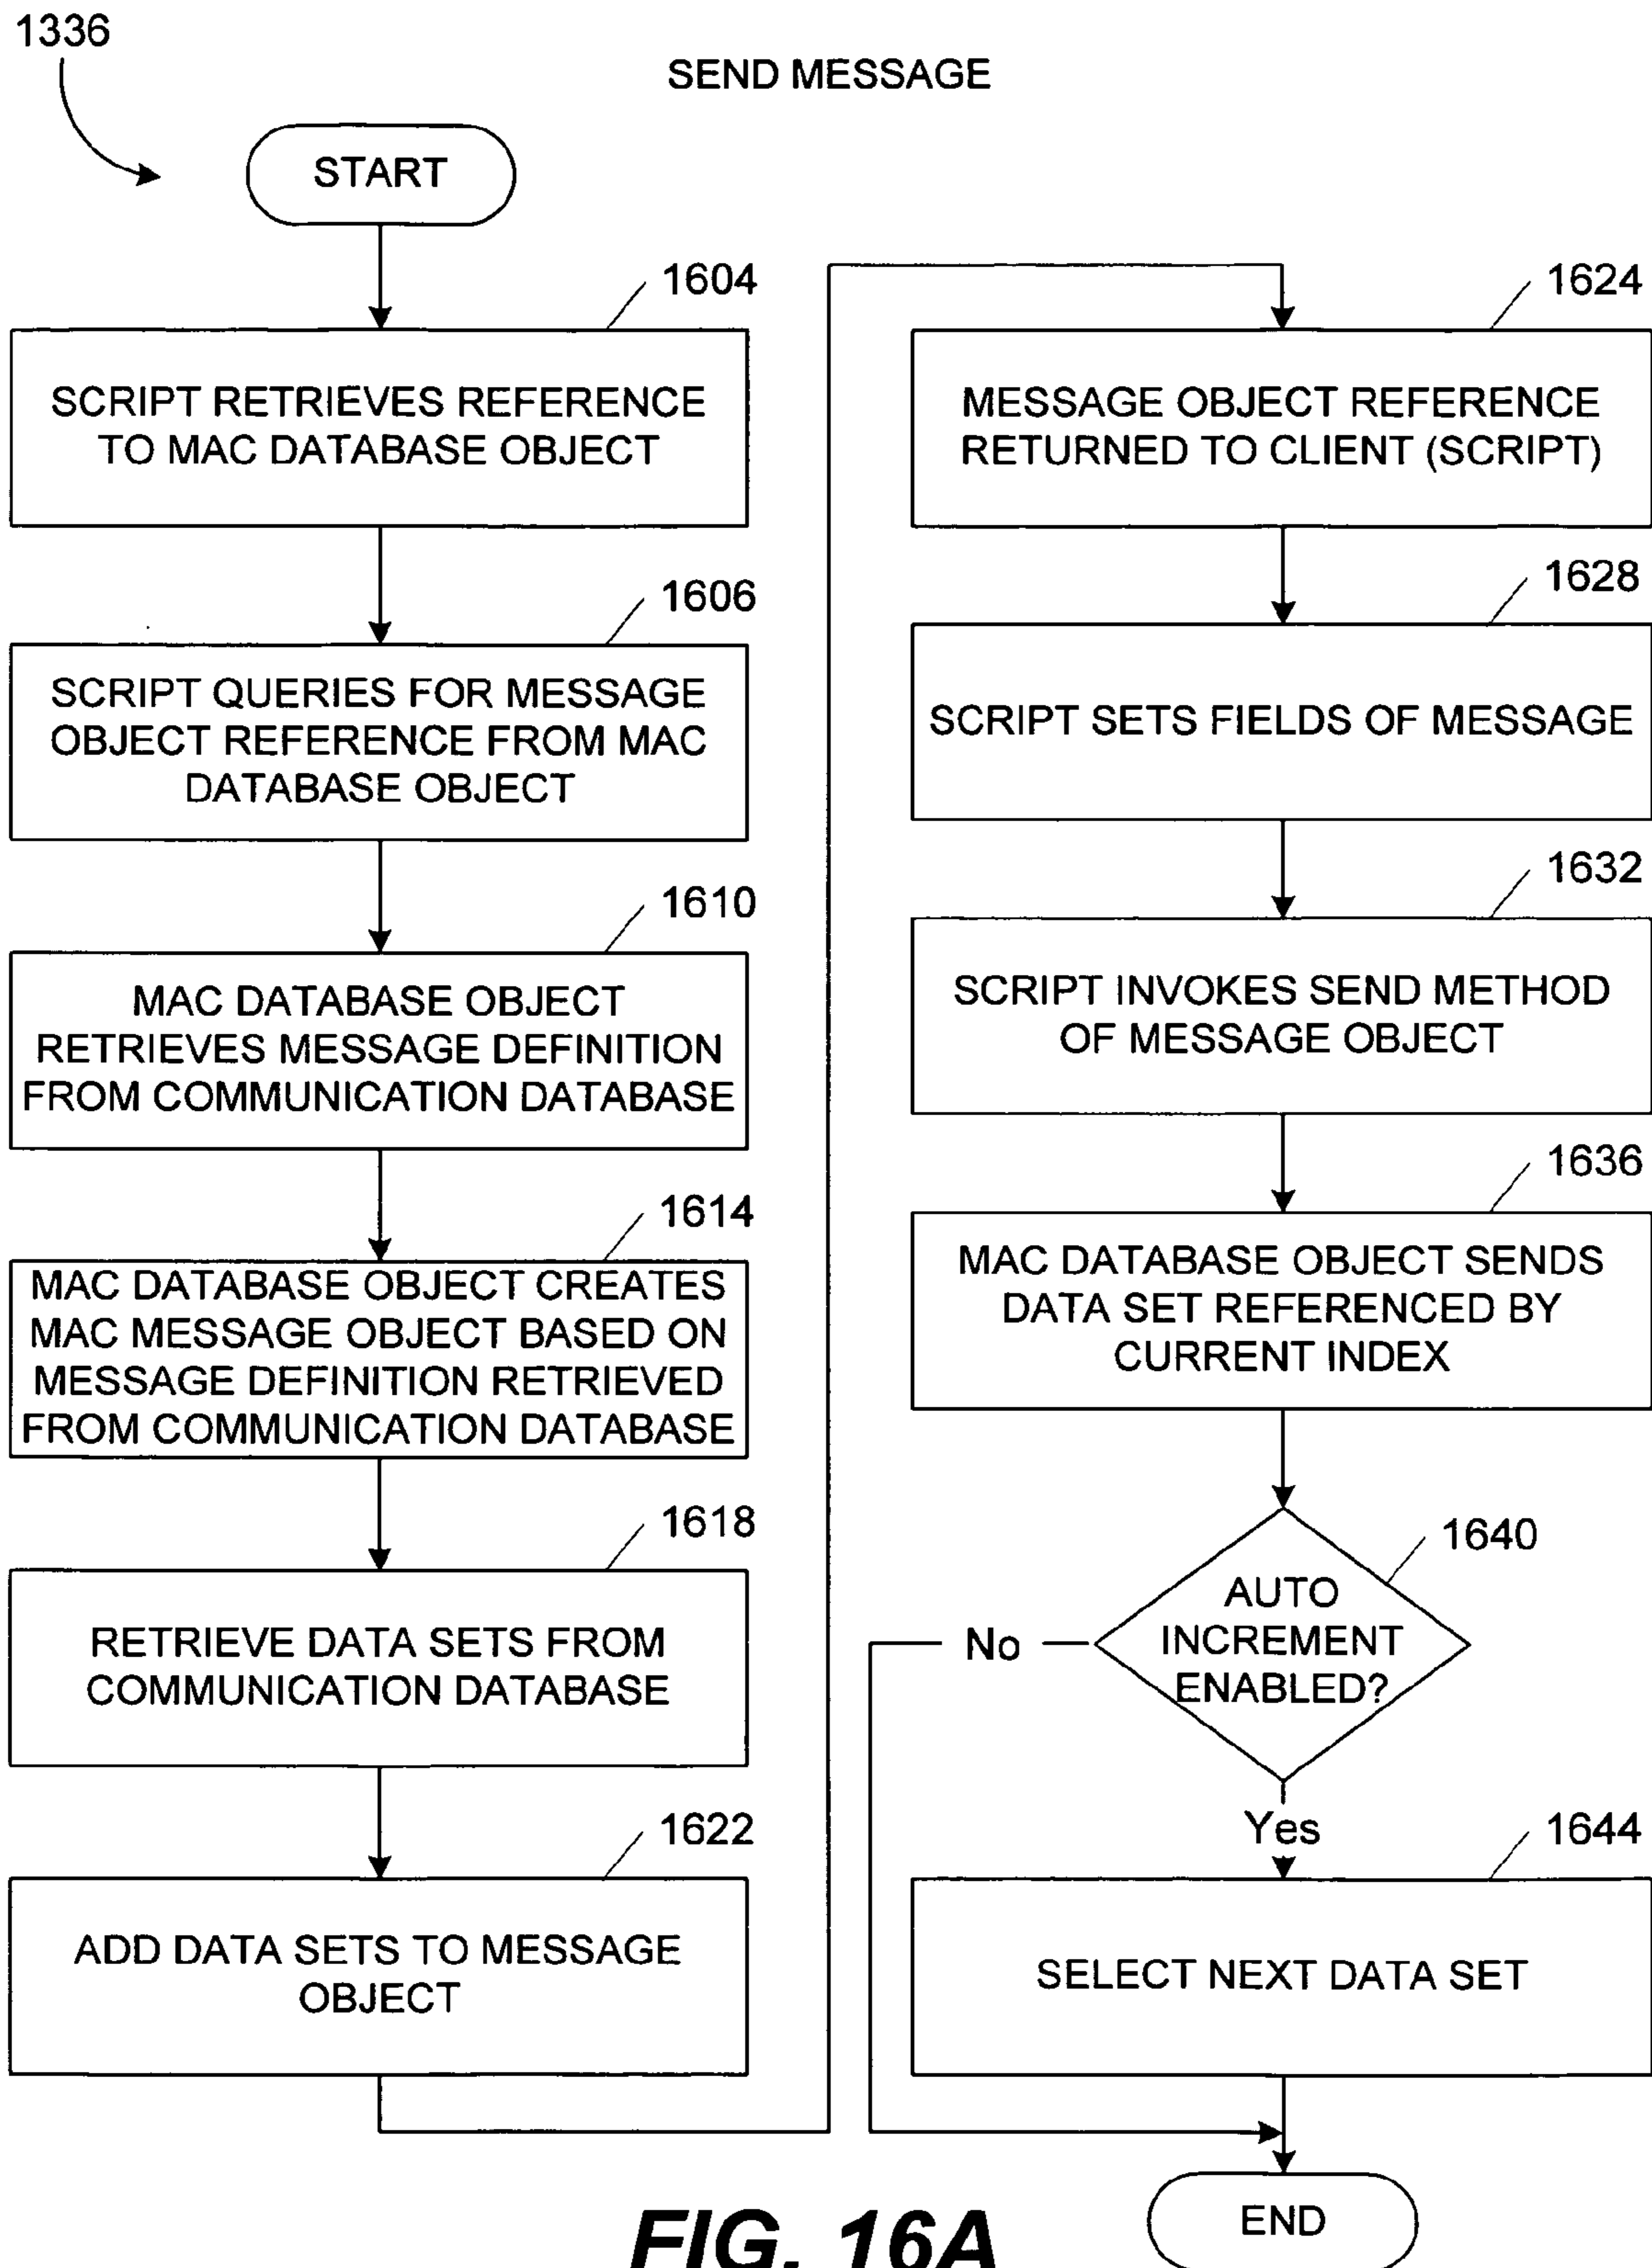 1336
SEND MESSAGE
START
1604
SCRIPT RETRIEVES REFERENCE
TO MAC DATABASE OBJECT
1606
SCRIPT QUERIES FOR MESSAGE
OBJECT REFERENCE FROM MAC
DATABASE OBJECT
1610
MAC DATABASE OBJECT
RETRIEVES MESSAGE DEFINITION
FROM COMMUNICATION DATABASE
1614
MAC DATABASE OBJECT CREATES
MAC MESSAGE OBJECT BASED ON
MESSAGE DEFINITION RETRIEVED
FROM COMMUNICATION DATABASE
1618
RETRIEVE DATA SETS FROM
COMMUNICATION DATABASE
1622
ADD DATA SETS TO MESSAGE
OBJECT
1624
MESSAGE OBJECT REFERENCE
RETURNED TO CLIENT (SCRIPT)
1628
SCRIPT SETS FIELDS OF MESSAGE
1632
SCRIPT INVOKES SEND METHOD
OF MESSAGE OBJECT
1636
MAC DATABASE OBJECT SENDS
DATA SET REFERENCED BY
CURRENT INDEX
1640
AUTO
INCREMENT
ENABLED?
No
Yes
1644
SELECT NEXT DATA SET
END
FIG. 16A